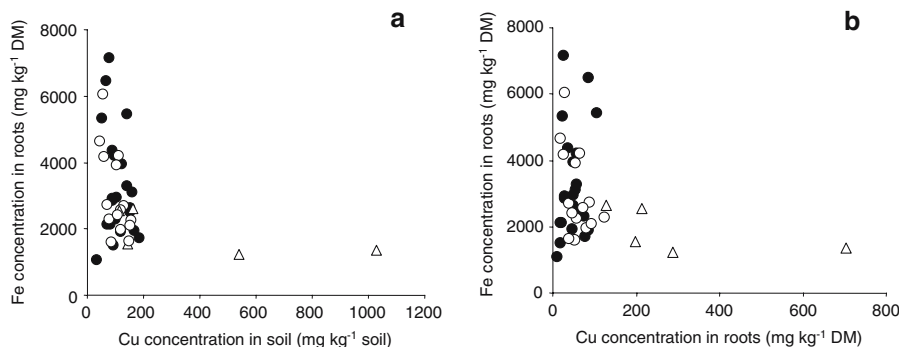 a
Fe concentration in roots (mg kg-1 DM)
8000
6000
4000
2000
0
0 200 400 600 800 1000 1200
Cu concentration in soil (mg kg-1 soil)
b
Fe concentration in roots (mg kg-1 DM)
8000
6000
4000
2000
0
0 200 400 600 800
Cu concentration in roots (mg kg-1 DM)